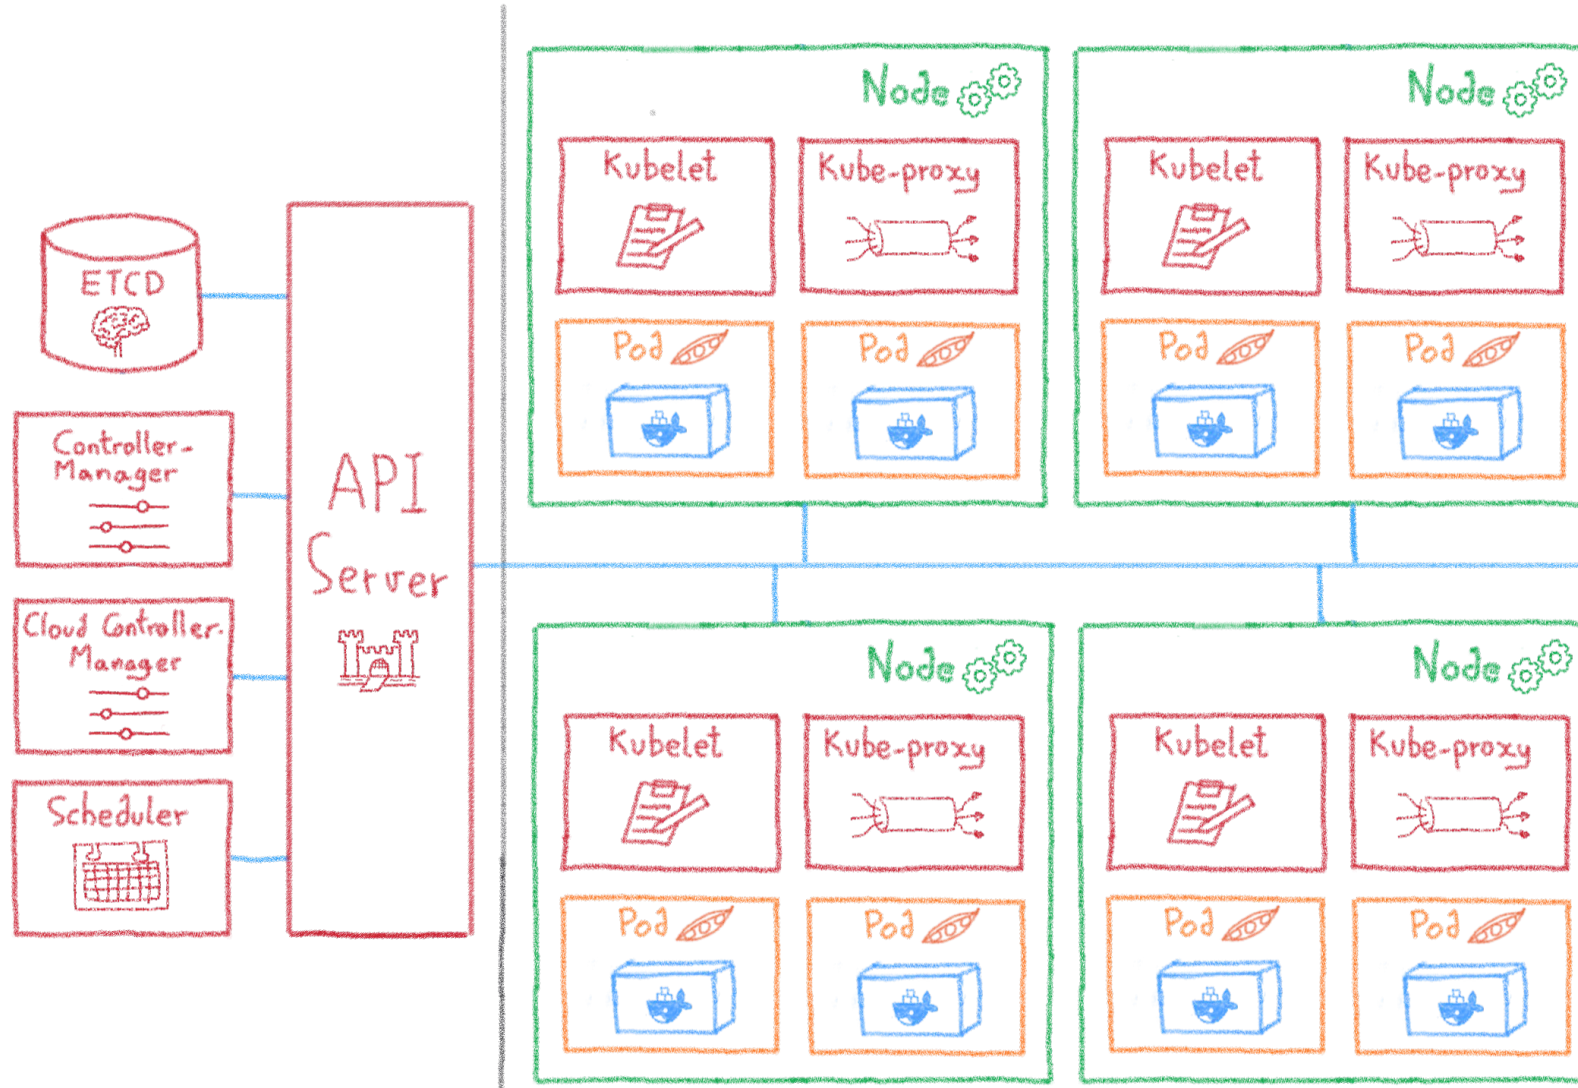 ETCD
Controller-
Manager
Cloud Controller-
Manager
Scheduler
API
Server
Node
Kubelet
Kube-proxy
Pod
Pod
Node
Kubelet
Kube-proxy
Pod
Pod
Node
Kubelet
Kube-proxy
Pod
Pod
Node
Kubelet
Kube-proxy
Pod
Pod